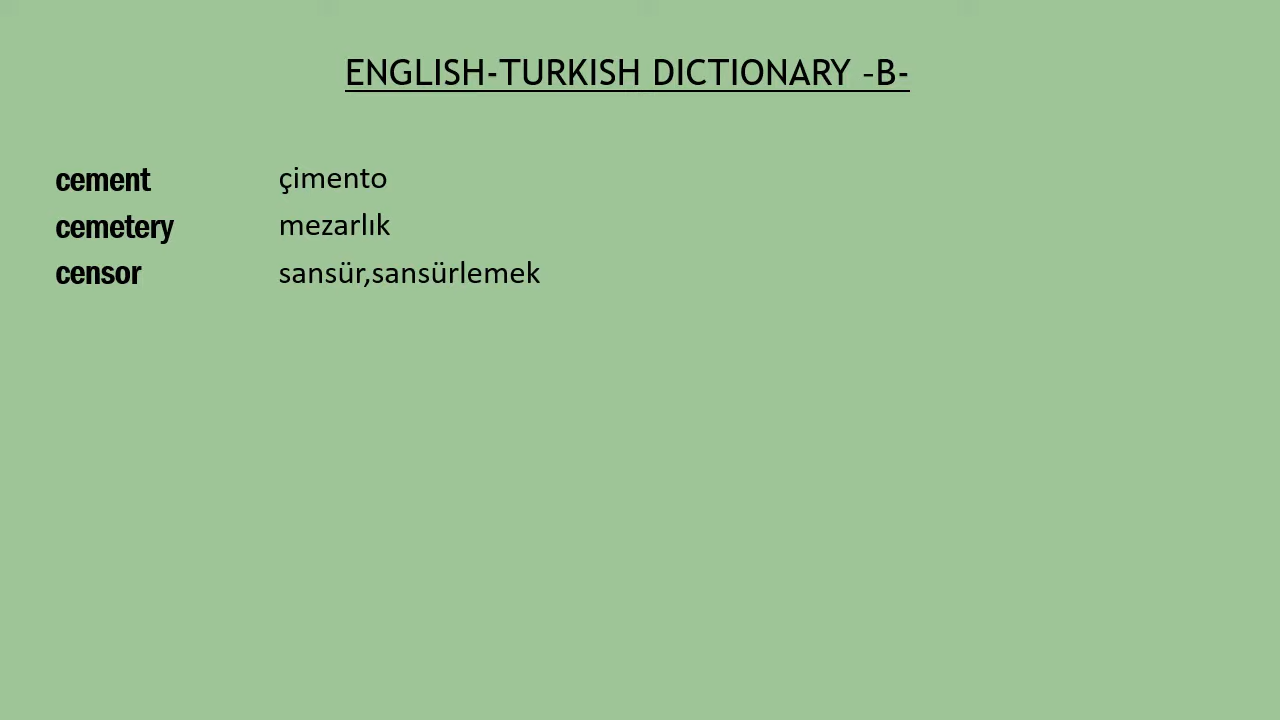 ENGLISH-TURKISH DICTIONARY –B-
cement çimento
cemetery mezarlık
censor sansür,sansürlemek